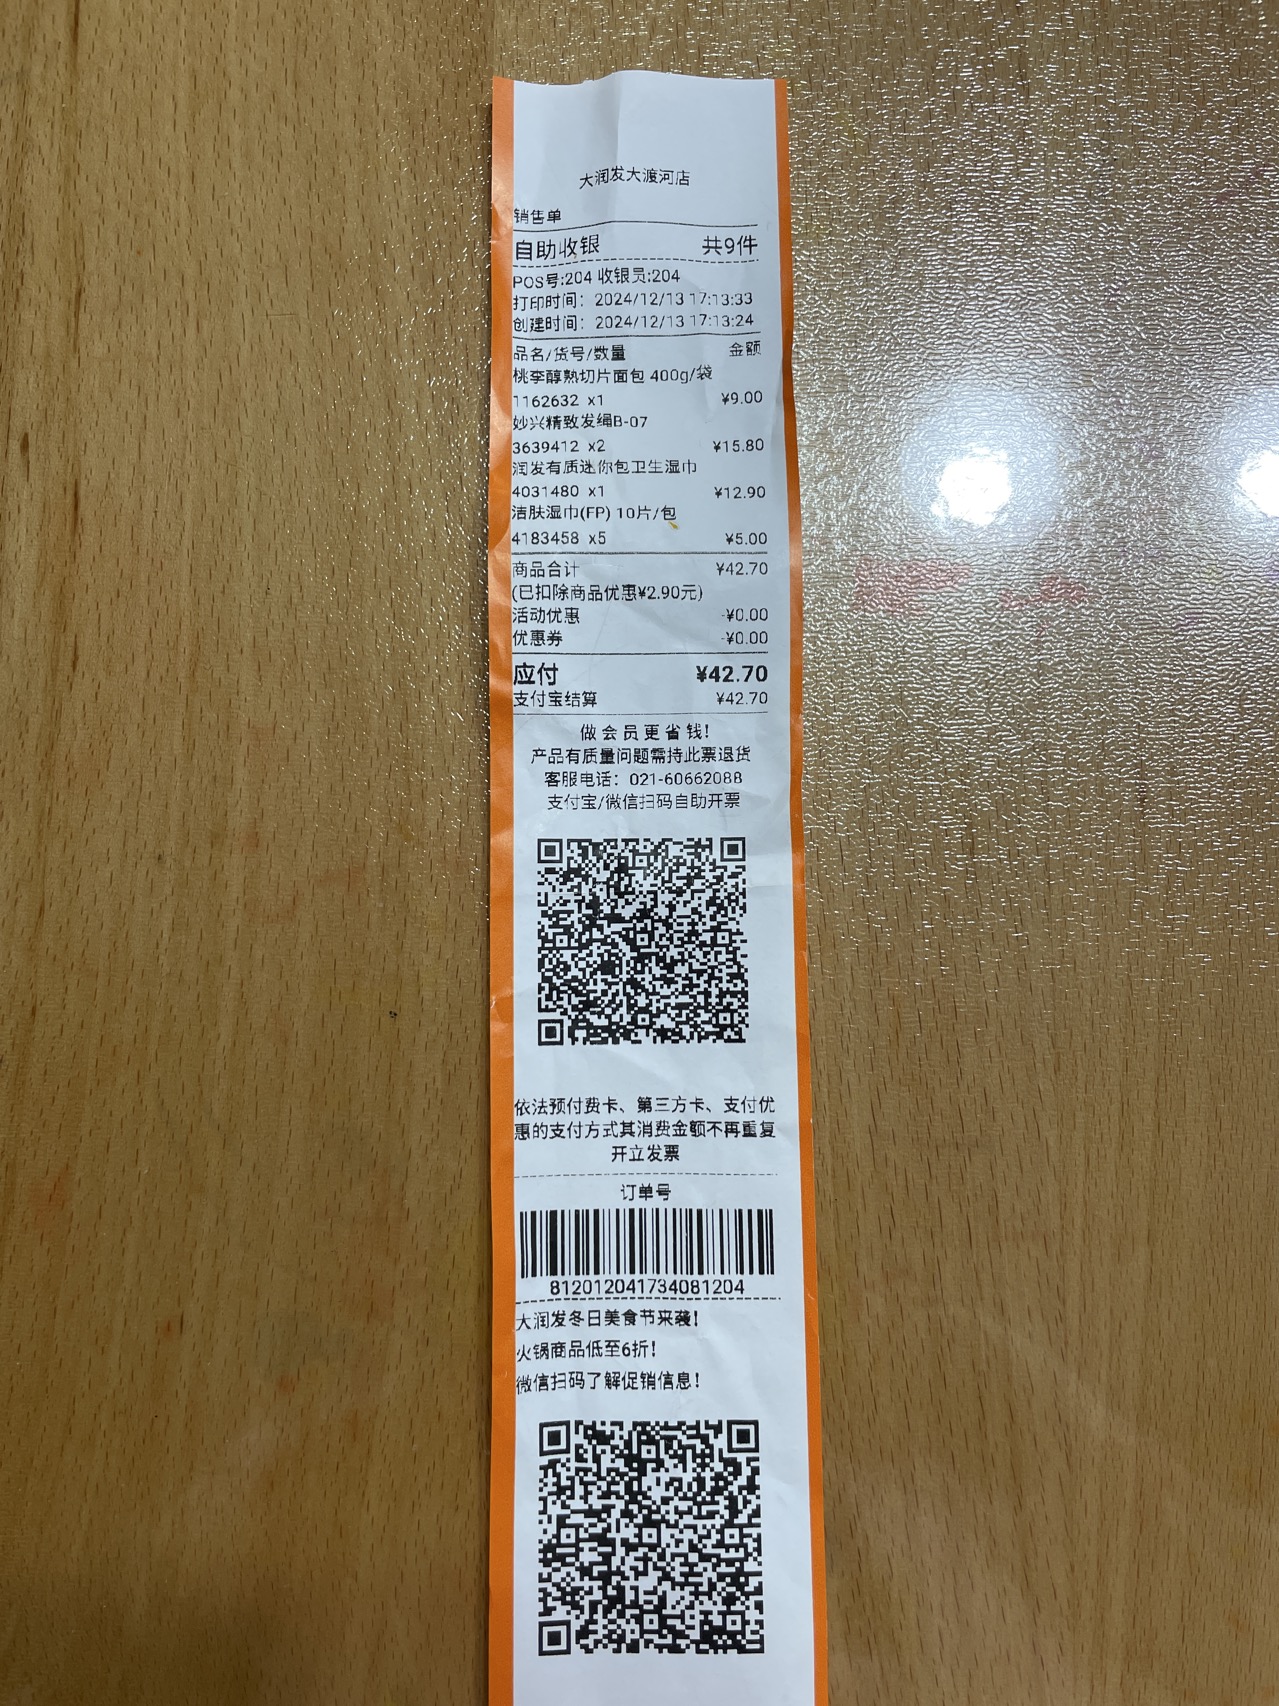 大润发大渡河店
销售单
自助收银 共9件
POS号:204 收银员:204
打印时间：2024/12/13 17:13:33
创建时间：2024/12/13 17:13:24
品名/货号/数量 金额
桃李醇熟切片面包 400g/袋
1162632 x1 ¥9.00
妙兴精致发绳B-07
3639412 x2 ¥15.80
润发有质迷你包卫生湿巾
4031480 x1 ¥12.90
洁肤湿巾(FP) 10片/包
4183458 x5 ¥5.00
商品合计 ¥42.70
(已扣除商品优惠¥2.90元)
活动优惠 -¥0.00
优惠券 -¥0.00
应付 ¥42.70
支付宝结算 ¥42.70
做会员更省钱!
产品有质量问题需持此票退货
客服电话：021-60662088
支付宝/微信扫码自助开票
依法预付费卡、第三方卡、支付优
惠的支付方式其消费金额不再重复
开立发票
订单号
812012041734081204
大润发冬日美食节来袭!
火锅商品低至6折!
微信扫码了解促销信息!